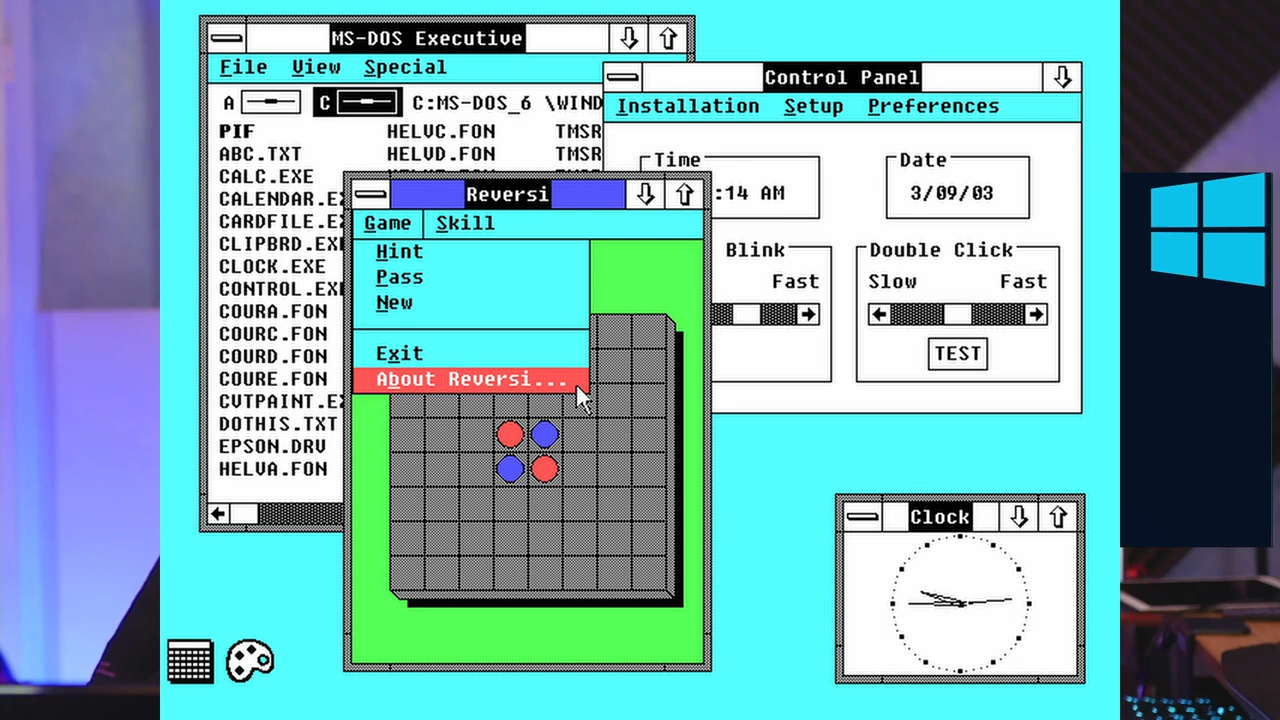 MS-DOS Executive
File View Special
A C C:MS-DOS_6 \WIND
PIF HELVC.FON TMSR
ABC.TXT HELVD.FON TMSR
CALC.EXE
CALENDAR.EX
CARDFILE.EX
CLIPBRD.EXE
CLOCK.EXE
CONTROL.EXE
COURA.FON
COURC.FON
COURD.FON
COURE.FON
CVTPAINT.EX
DOTHIS.TXT
EPSON.DRV
HELVA.FON
Control Panel
Installation Setup Preferences
Time
:14 AM
Date
3/09/03
Blink
Fast
Double Click
Slow Fast
TEST
Reversi
Game Skill
Hint
Pass
New
Exit
About Reversi...
Clock